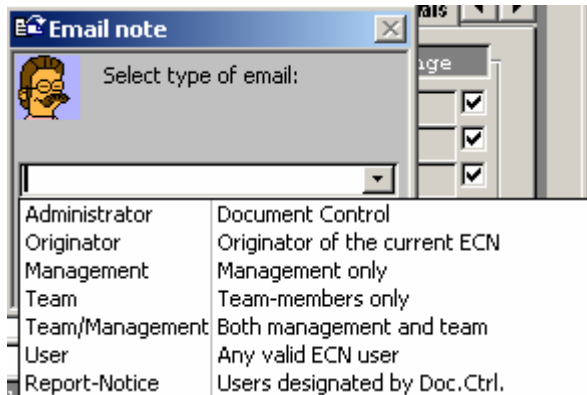 Email note
Select type of email:
Administrator Document Control
Originator Originator of the current ECN
Management Management only
Team Team-members only
Team/Management Both management and team
User Any valid ECN user
Report-Notice Users designated by Doc.Ctrl.